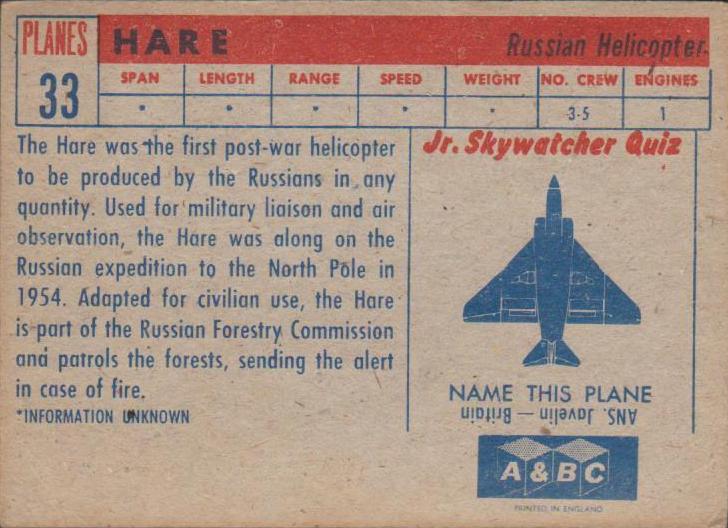 PLANES
33
HARE
Russian Helicopter
SPAN LENGTH RANGE SPEED WEIGHT NO. CREW ENGINES
* * * * * 3-5 1
The Hare was the first post-war helicopter
to be produced by the Russians in any
quantity. Used for military liaison and air
observation, the Hare was along on the
Russian expedition to the North Pole in
1954. Adapted for civilian use, the Hare
is part of the Russian Forestry Commission
and patrols the forests, sending the alert
in case of fire.
*INFORMATION UNKNOWN
Jr. Skywatcher Quiz
NAME THIS PLANE
ANS. Javelin — Britain
A & BC
PRINTED IN ENGLAND